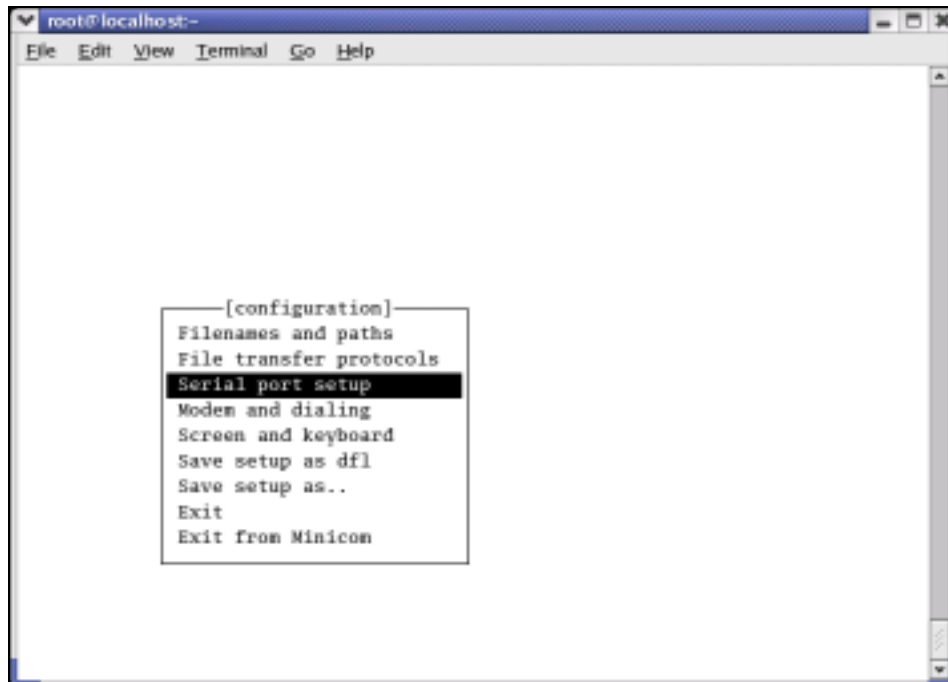 root@localhost:~
File Edit View Terminal Go Help
[configuration]
Filenames and paths
File transfer protocols
Serial port setup
Modem and dialing
Screen and keyboard
Save setup as dfl
Save setup as..
Exit
Exit from Minicom